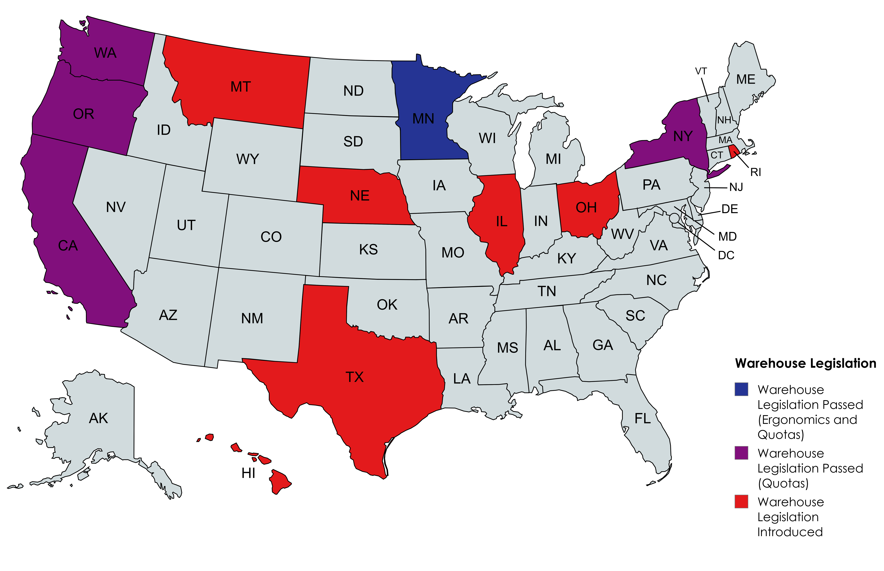 WA
MT
ND
MN
VT
ME
OR
ID
SD
WI
MI
NH
NY
MA
CT
RI
WY
IA
NE
PA
NJ
NV
UT
CO
KS
MO
IL
IN
OH
WV
VA
DE
MD
DC
CA
KY
AZ
NM
OK
AR
TN
NC
SC
MS
AL
GA
TX
LA
FL
AK
HI
Warehouse Legislation
Warehouse
Legislation Passed
(Ergonomics and
Quotas)
Warehouse
Legislation Passed
(Quotas)
Warehouse
Legislation
Introduced